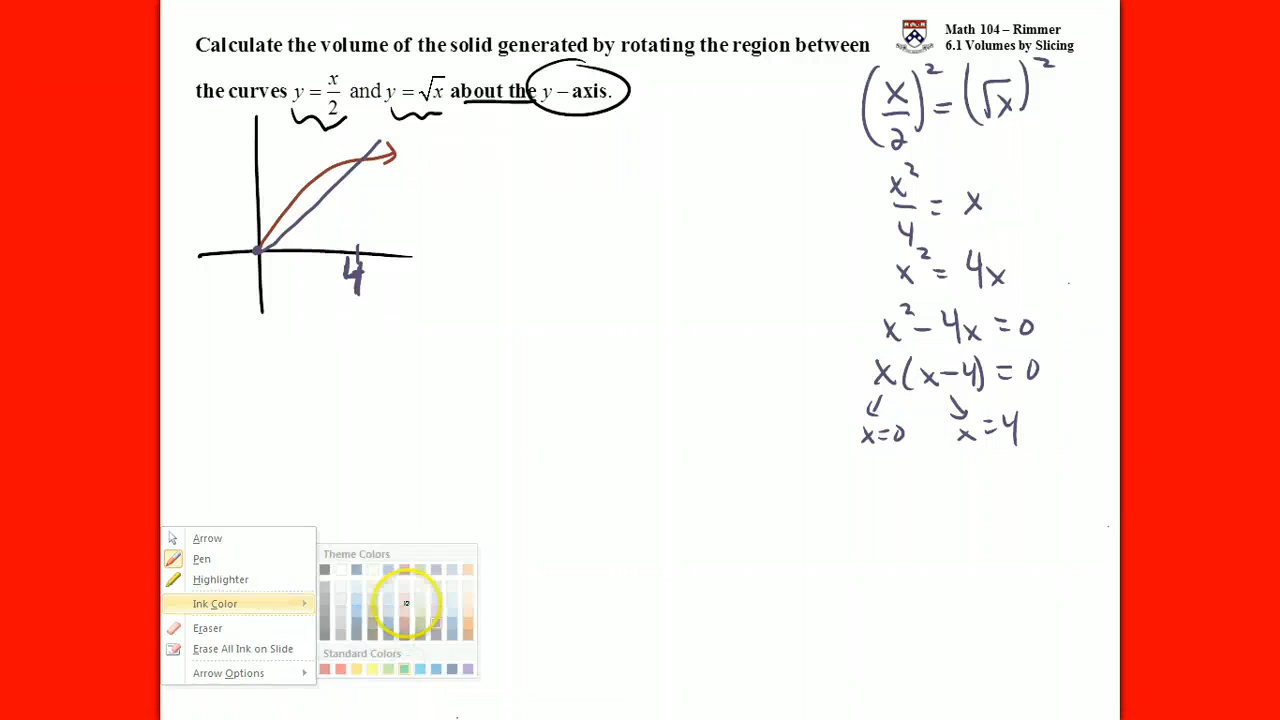 Math 104 – Rimmer
6.1 Volumes by Slicing
Calculate the volume of the solid generated by rotating the region between
the curves y = x/2 and y = √x about the y – axis.
(x/2)² = (√x)²
x²/4 = x
x² = 4x
x² - 4x = 0
x(x-4) = 0
x=0 x=4
4
Arrow
Pen
Highlighter
Ink Color
Eraser
Erase All Ink on Slide
Arrow Options
Theme Colors
Standard Colors